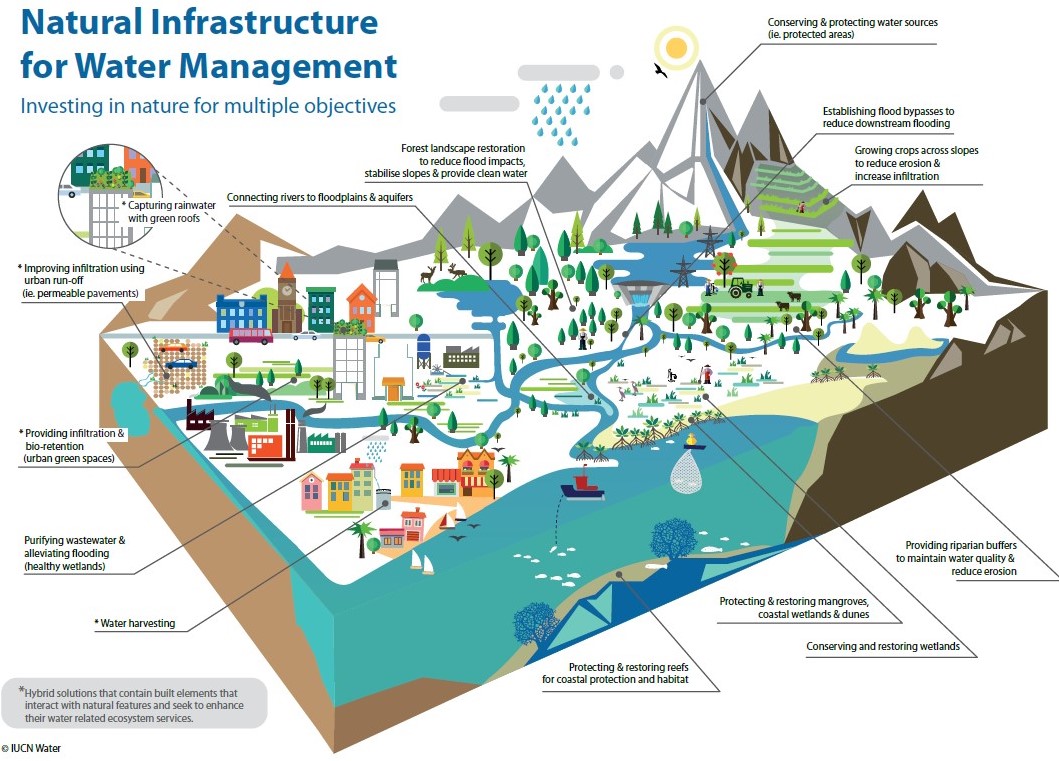 Natural Infrastructure
for Water Management
Investing in nature for multiple objectives
Conserving & protecting water sources
(ie. protected areas)
Establishing flood bypasses to
reduce downstream flooding
Growing crops across slopes
to reduce erosion &
increase infiltration
Forest landscape restoration
to reduce flood impacts,
stabilise slopes & provide clean water
Connecting rivers to floodplains & aquifers
* Capturing rainwater
with green roofs
* Improving infiltration using
urban run-off
(ie. permeable pavements)
* Providing infiltration &
bio-retention
(urban green spaces)
Purifying wastewater &
alleviating flooding
(healthy wetlands)
* Water harvesting
Providing riparian buffers
to maintain water quality &
reduce erosion
Protecting & restoring mangroves,
coastal wetlands & dunes
Conserving and restoring wetlands
Protecting & restoring reefs
for coastal protection and habitat
*Hybrid solutions that contain built elements that
interact with natural features and seek to enhance
their water related ecosystem services.
© IUCN Water